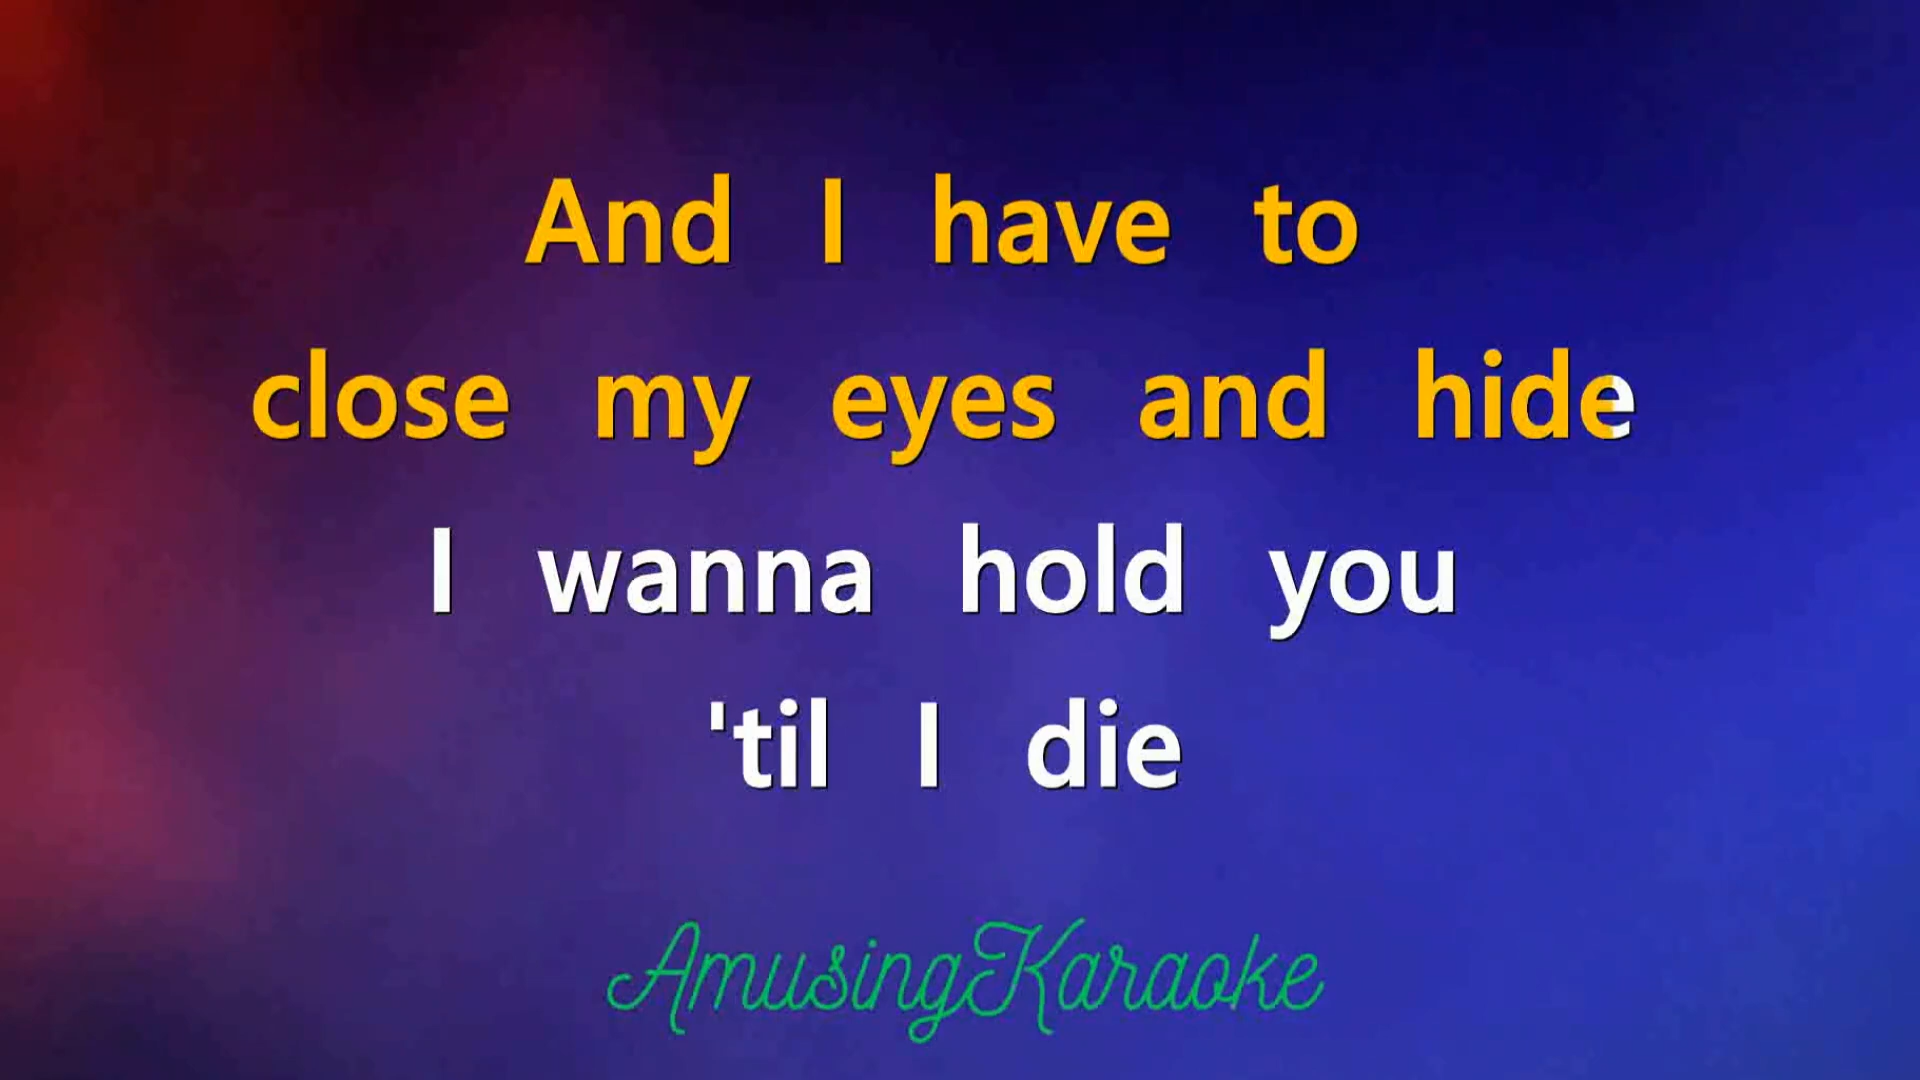 And I have to
close my eyes and hide
I wanna hold you
'til I die
AmusingKaraoke